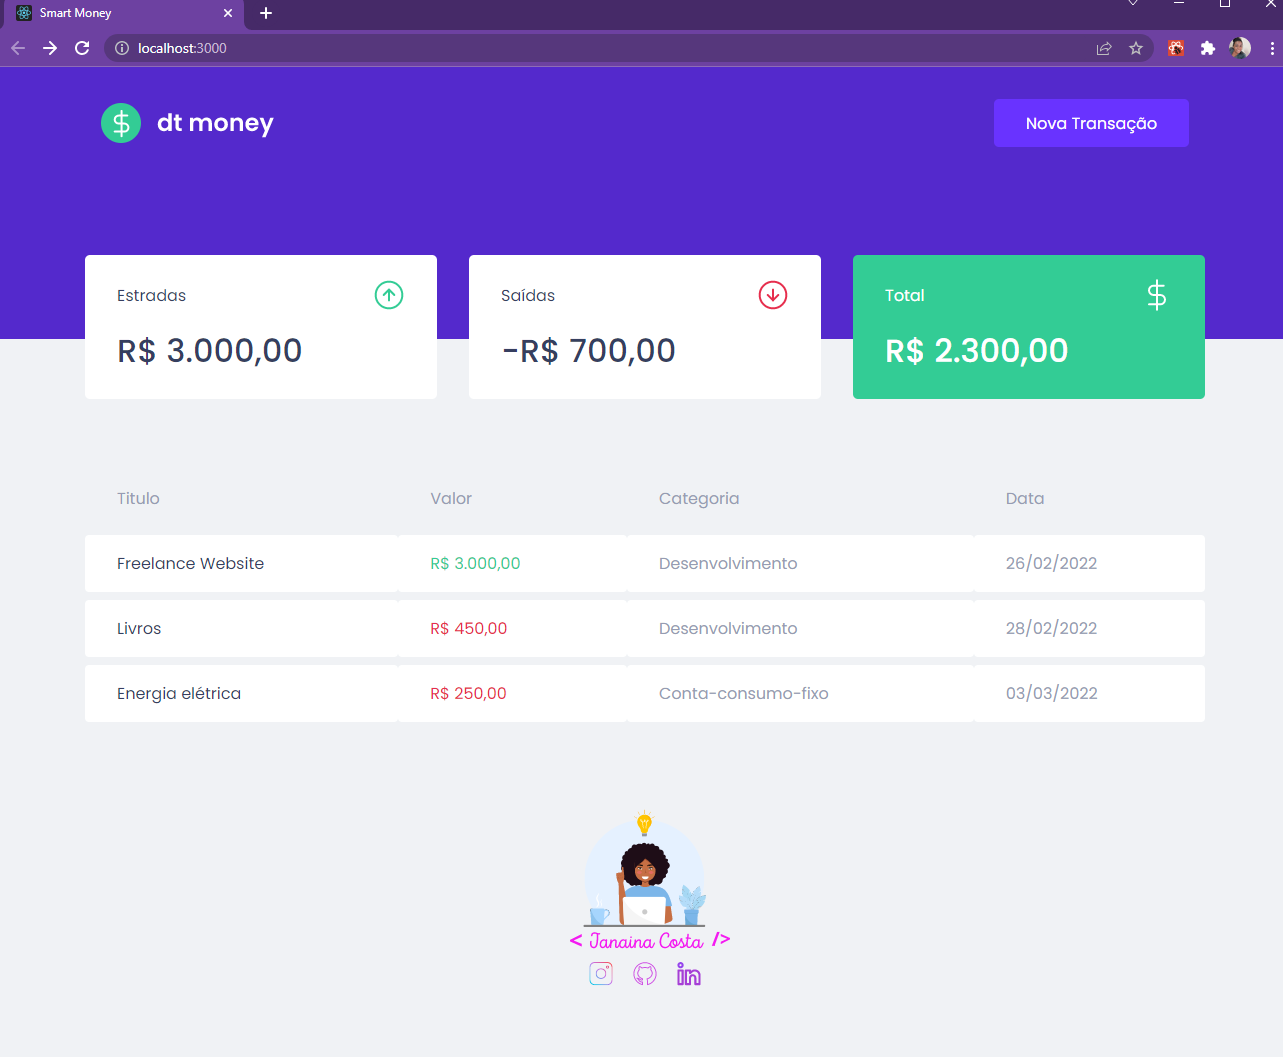 Smart Money
localhost:3000
dt money
Nova Transação
Estradas
R$ 3.000,00
Saídas
-R$ 700,00
Total
R$ 2.300,00
Titulo Valor Categoria Data
Freelance Website R$ 3.000,00 Desenvolvimento 26/02/2022
Livros R$ 450,00 Desenvolvimento 28/02/2022
Energia elétrica R$ 250,00 Conta-consumo-fixo 03/03/2022
< Janaina Costa />
in